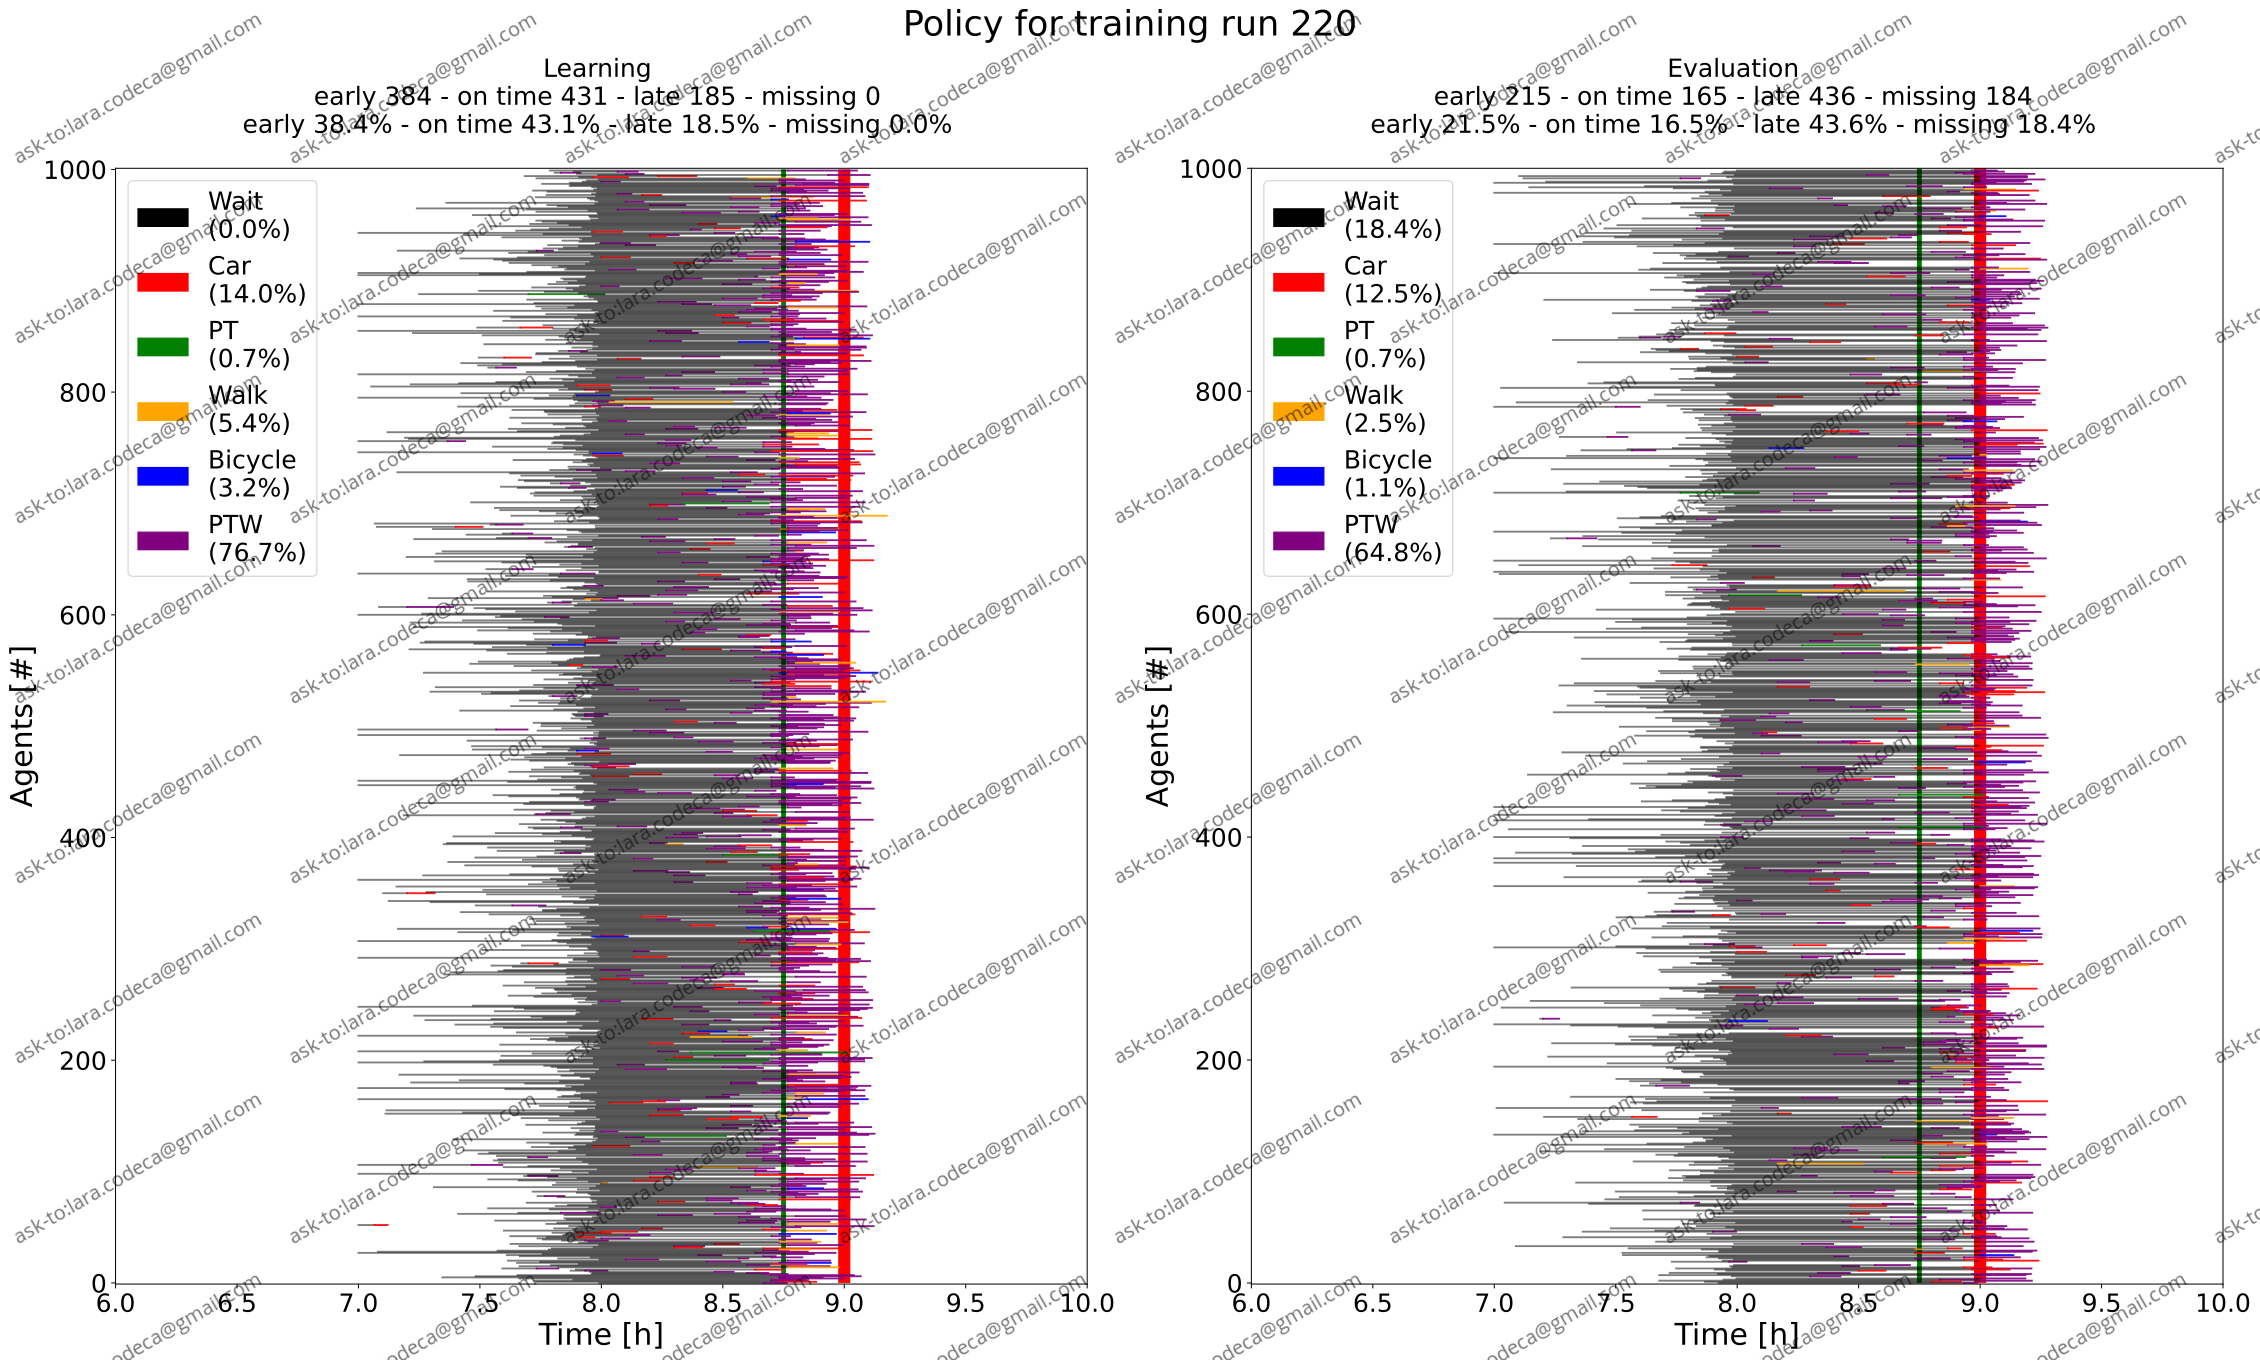 Policy for training run 220
Learning
early 384 - on time 431 - late 185 - missing 0
early 38.4% - on time 43.1% - late 18.5% - missing 0.0%
1000
800
600
400
200
0
Agents [#]
Wait
(0.0%)
Car
(14.0%)
PT
(0.7%)
Walk
(5.4%)
Bicycle
(3.2%)
PTW
(76.7%)
6.0 6.5 7.0 7.5 8.0 8.5 9.0 9.5 10.0
Time [h]
Evaluation
early 215 - on time 165 - late 436 - missing 184
early 21.5% - on time 16.5% - late 43.6% - missing 18.4%
1000
800
600
400
200
0
Agents [#]
Wait
(18.4%)
Car
(12.5%)
PT
(0.7%)
Walk
(2.5%)
Bicycle
(1.1%)
PTW
(64.8%)
6.0 6.5 7.0 7.5 8.0 8.5 9.0 9.5 10.0
Time [h]
ask-to:lara.codeca@gmail.com